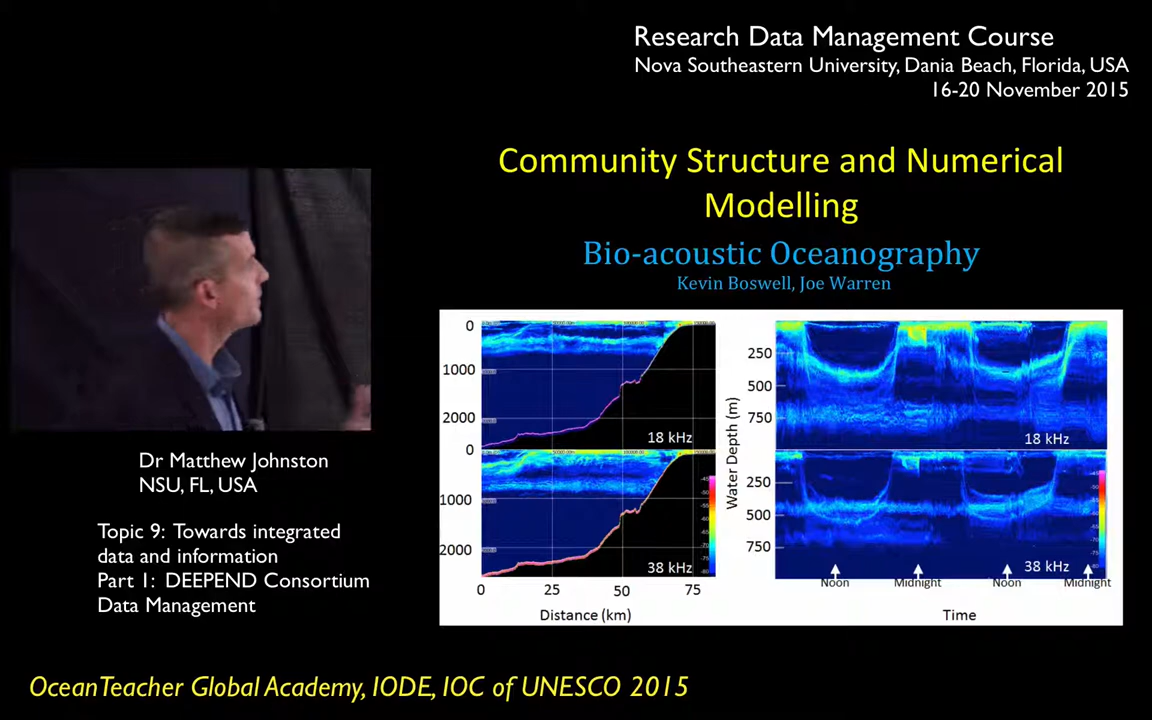 Research Data Management Course
Nova Southeastern University, Dania Beach, Florida, USA
16-20 November 2015
Community Structure and Numerical
Modelling
Bio-acoustic Oceanography
Kevin Boswell, Joe Warren
0
1000
2000
18 kHz
0
1000
2000
38 kHz
0
25
50
75
Distance (km)
Water Depth (m)
250
500
750
18 kHz
250
500
750
38 kHz
Noon
Midnight
Noon
Midnight
Time
Dr Matthew Johnston
NSU, FL, USA
Topic 9: Towards integrated
data and information
Part 1: DEEPEND Consortium
Data Management
OceanTeacher Global Academy, IODE, IOC of UNESCO 2015